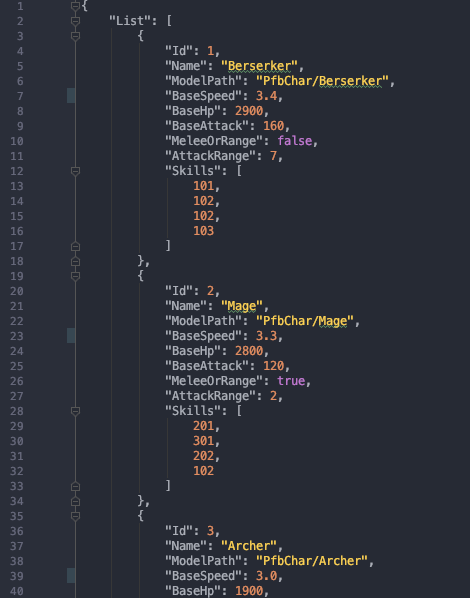 1 {
2 "List": [
3 {
4 "Id": 1,
5 "Name": "Berserker",
6 "ModelPath": "PfbChar/Berserker",
7 "BaseSpeed": 3.4,
8 "BaseHp": 2900,
9 "BaseAttack": 160,
10 "MeleeOrRange": false,
11 "AttackRange": 7,
12 "Skills": [
13 101,
14 102,
15 102,
16 103
17 ]
18 },
19 {
20 "Id": 2,
21 "Name": "Mage",
22 "ModelPath": "PfbChar/Mage",
23 "BaseSpeed": 3.3,
24 "BaseHp": 2800,
25 "BaseAttack": 120,
26 "MeleeOrRange": true,
27 "AttackRange": 2,
28 "Skills": [
29 201,
30 301,
31 202,
32 102
33 ]
34 },
35 {
36 "Id": 3,
37 "Name": "Archer",
38 "ModelPath": "PfbChar/Archer",
39 "BaseSpeed": 3.0,
40 "BaseHp": 1900,